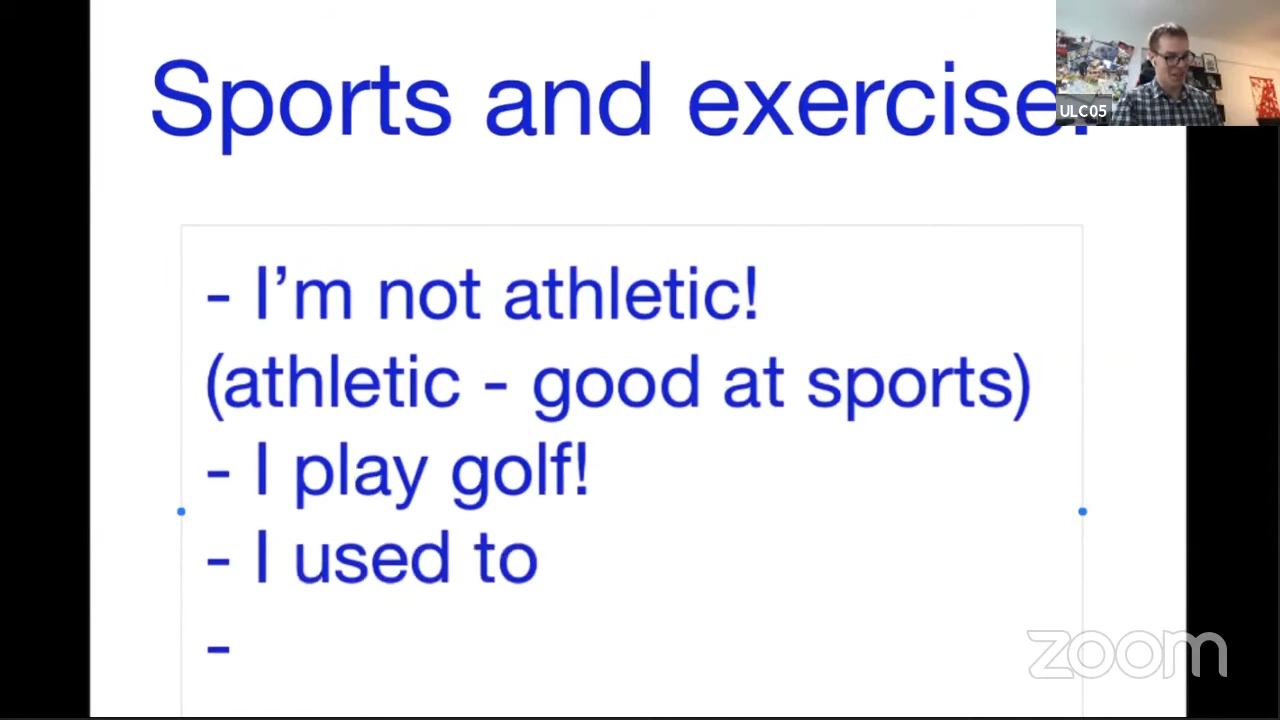 Sports and exercise.
ULC05
- I’m not athletic!
(athletic - good at sports)
- I play golf!
- I used to
-
zoom